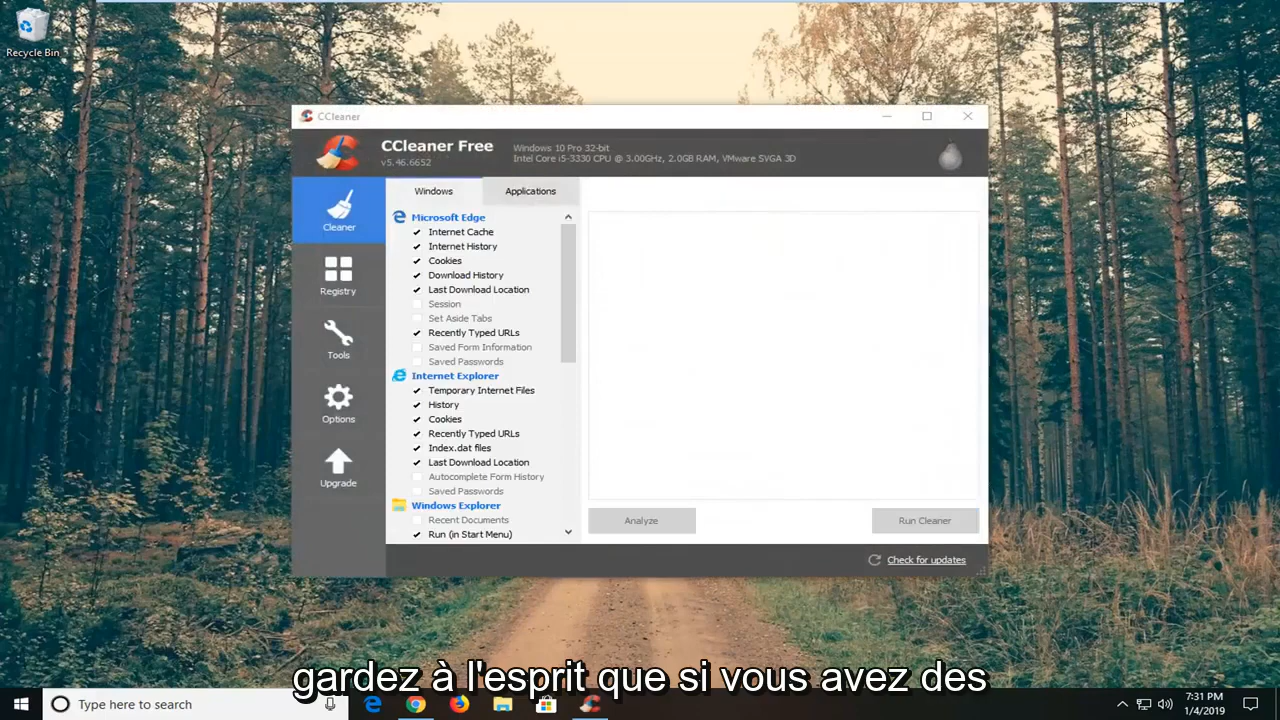 Recycle Bin
CCleaner
CCleaner Free
v5.46.6652
Windows 10 Pro 32-bit
Intel Core i5-3330 CPU @ 3.00GHz, 2.0GB RAM, VMware SVGA 3D
Cleaner
Registry
Tools
Options
Upgrade
Windows
Applications
Microsoft Edge
Internet Cache
Internet History
Cookies
Download History
Last Download Location
Session
Set Aside Tabs
Recently Typed URLs
Saved Form Information
Saved Passwords
Internet Explorer
Temporary Internet Files
History
Cookies
Recently Typed URLs
Index.dat files
Last Download Location
Autocomplete Form History
Saved Passwords
Windows Explorer
Recent Documents
Run (in Start Menu)
Analyze
Run Cleaner
Check for updates
gardez à l'esprit que si vous avez des
Type here to search
7:31 PM
1/4/2019